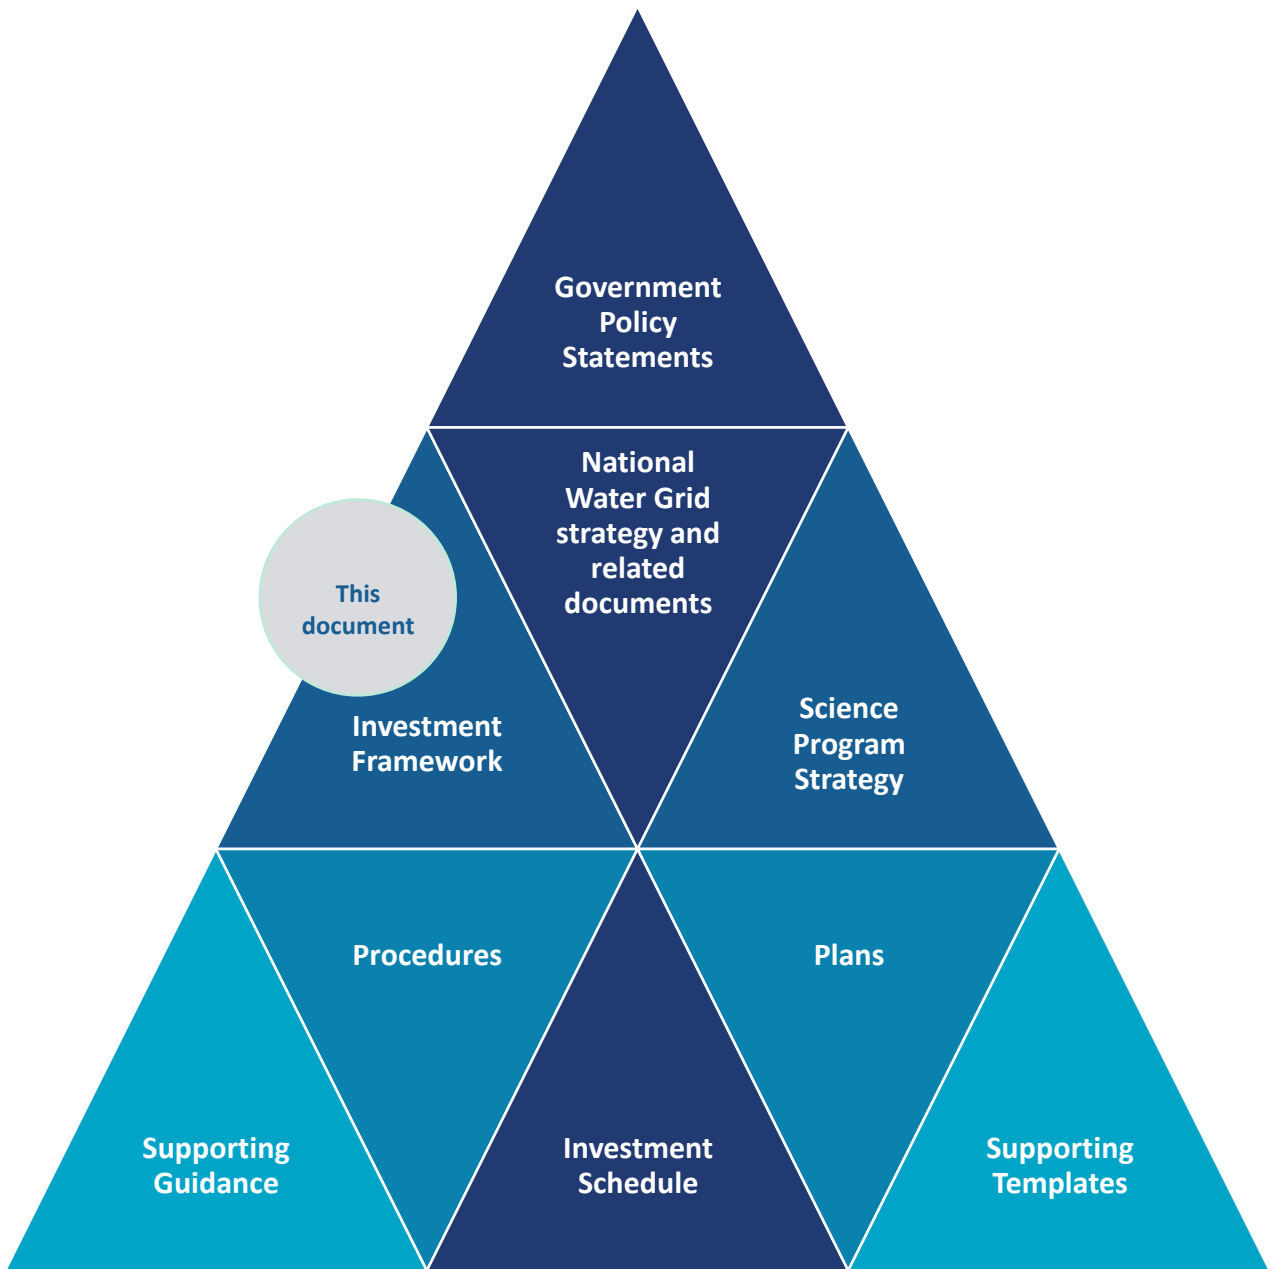 Government
Policy
Statements
National
Water Grid
strategy and
related
documents
This
document
Investment
Framework
Science
Program
Strategy
Procedures
Plans
Supporting
Guidance
Investment
Schedule
Supporting
Templates